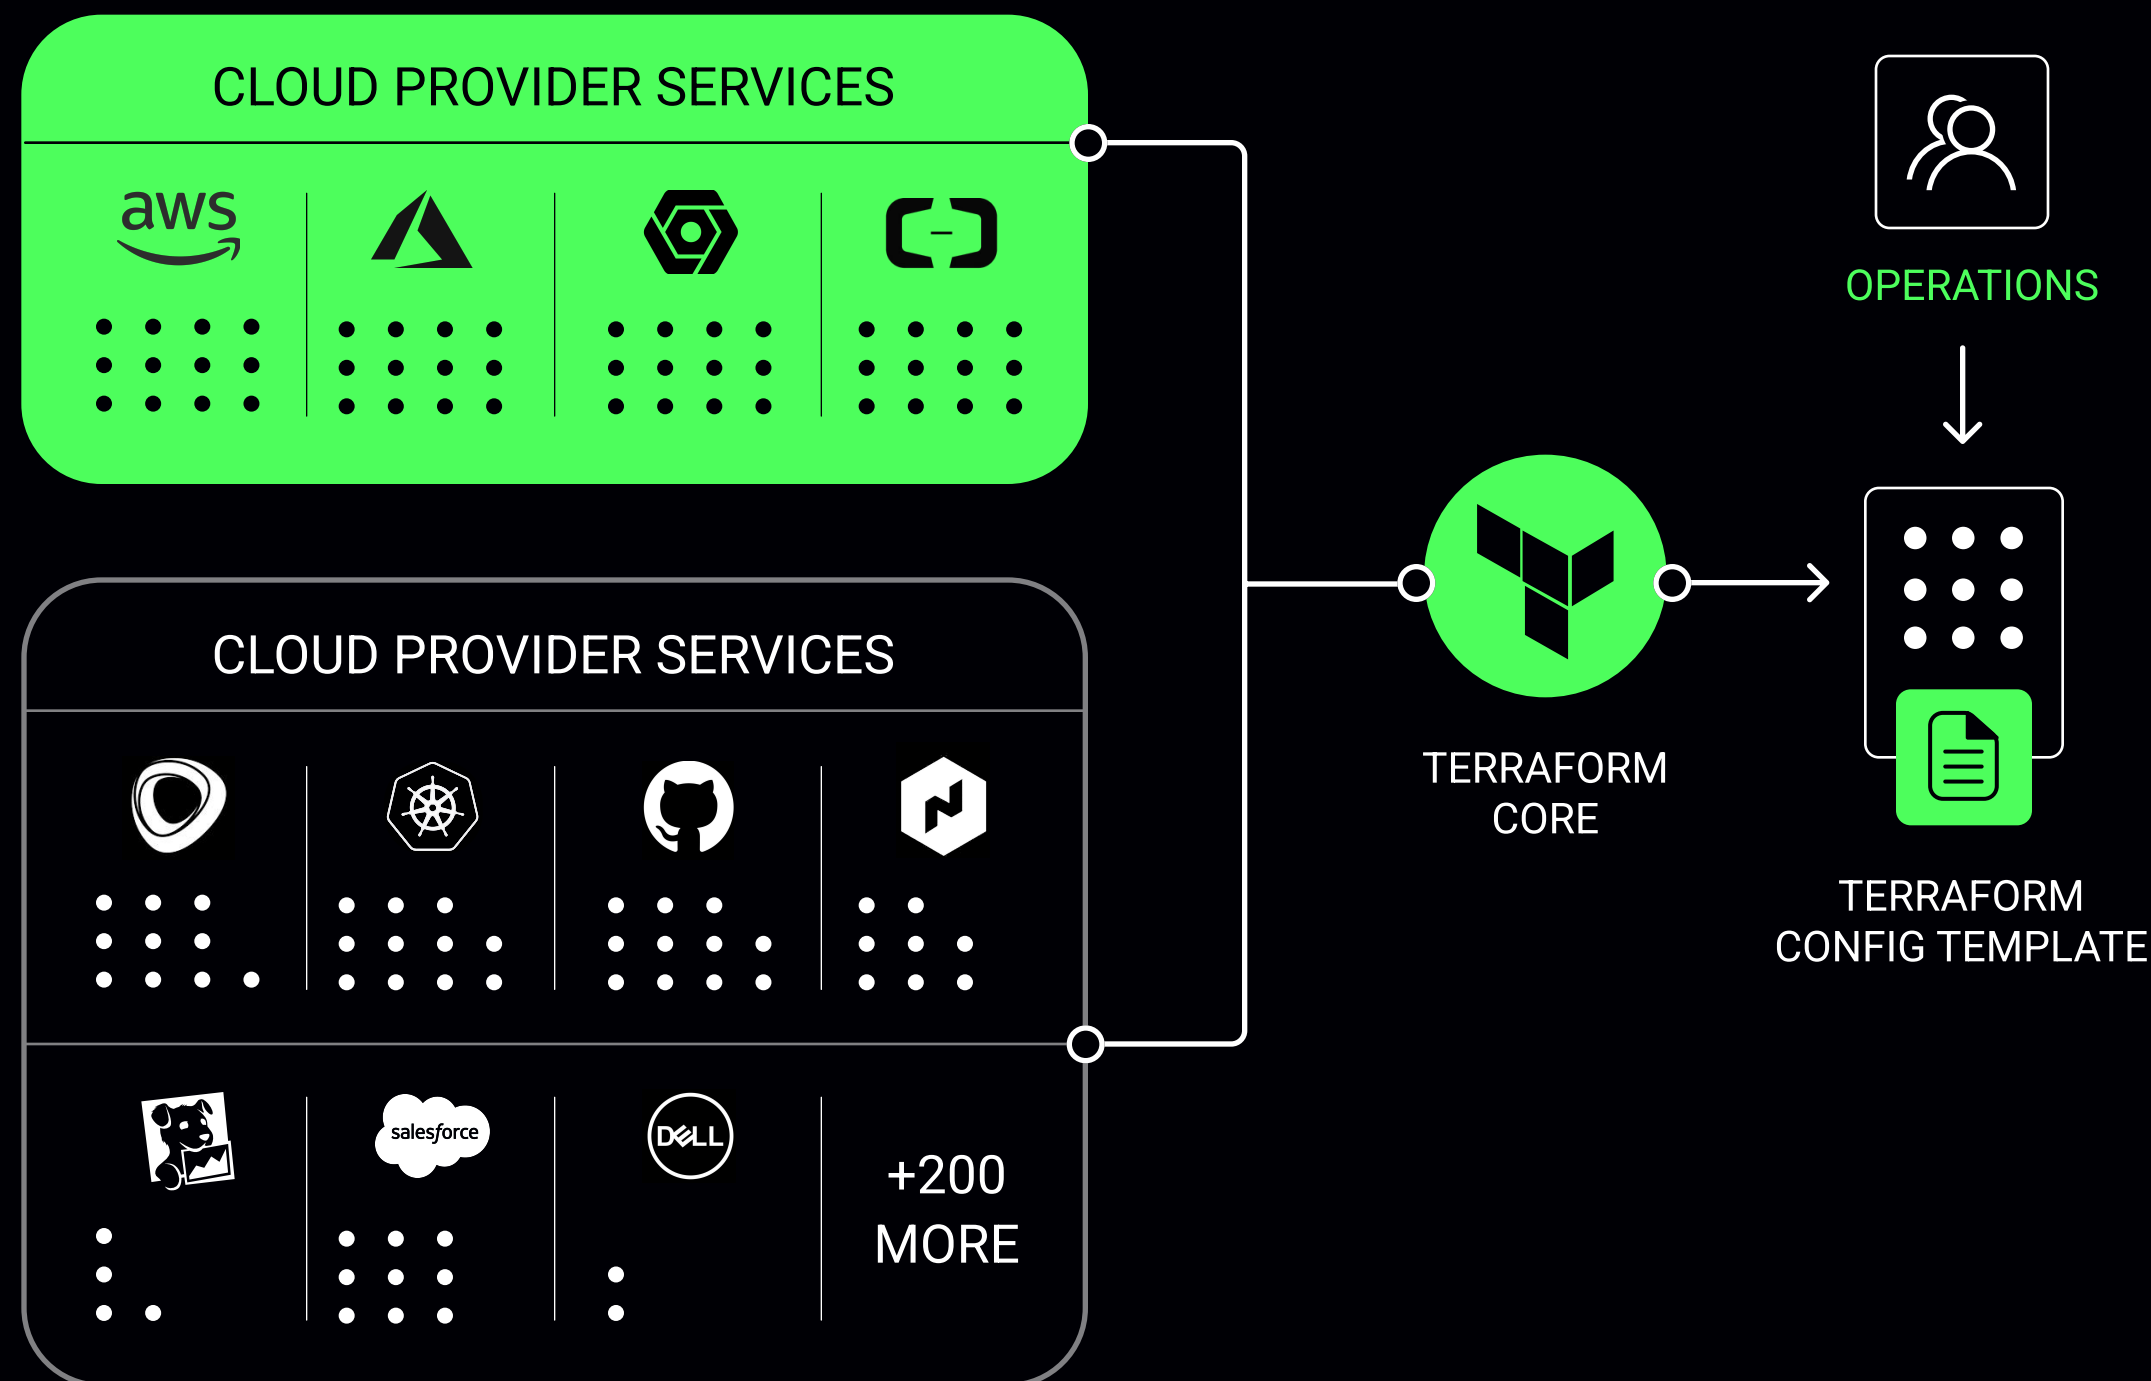 CLOUD PROVIDER SERVICES
aws
CLOUD PROVIDER SERVICES
salesforce
DELL
+200
MORE
TERRAFORM
CORE
OPERATIONS
TERRAFORM
CONFIG TEMPLATE